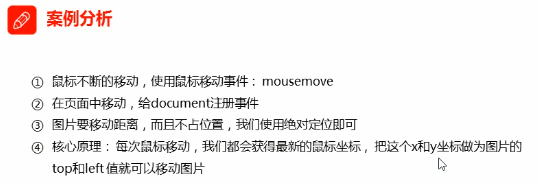 案例分析
① 鼠标不断的移动，使用鼠标移动事件：mousemove
② 在页面中移动，给document注册事件
③ 图片要移动距离，而且不占位置，我们使用绝对定位即可
④ 核心原理：每次鼠标移动，我们都会获得最新的鼠标坐标，把这个x和y坐标做为图片的
top和left 值就可以移动图片